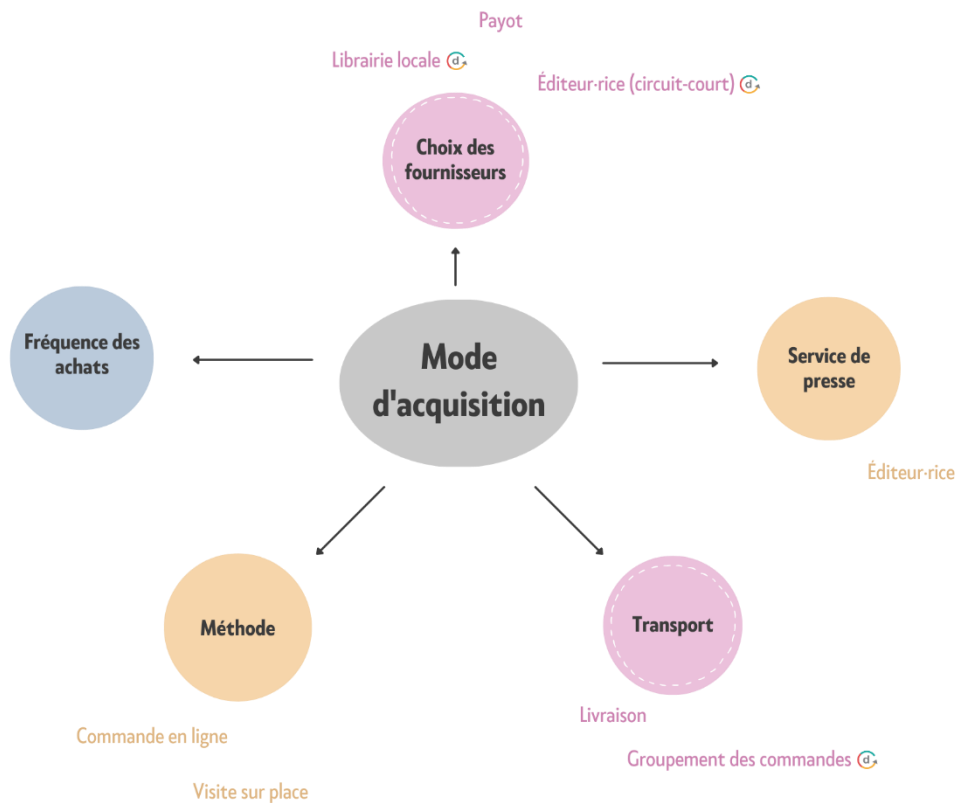 Payot
Librairie locale d
Éditeur·rice (circuit-court) d
Choix des
fournisseurs
Fréquence des
achats
Mode
d'acquisition
Service de
presse
Éditeur·rice
Méthode
Transport
Livraison
Commande en ligne
Groupement des commandes d
Visite sur place